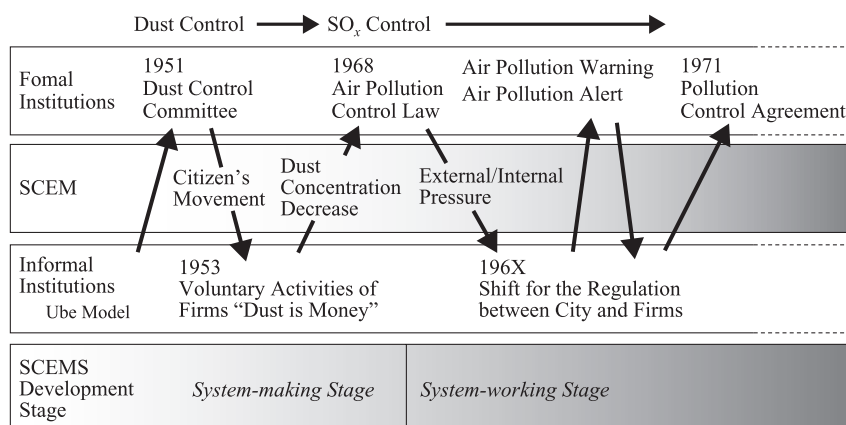 Dust Control
SOx Control
Fomal
Institutions
1951
Dust Control
Committee
1968
Air Pollution
Control Law
Air Pollution Warning
Air Pollution Alert
1971
Pollution
Control Agreement
SCEM
Citizen's
Movement
Dust
Concentration
Decrease
External/Internal
Pressure
Informal
Institutions
Ube Model
1953
Voluntary Activities of
Firms “Dust is Money”
196X
Shift for the Regulation
between City and Firms
SCEMS
Development
Stage
System-making Stage
System-working Stage